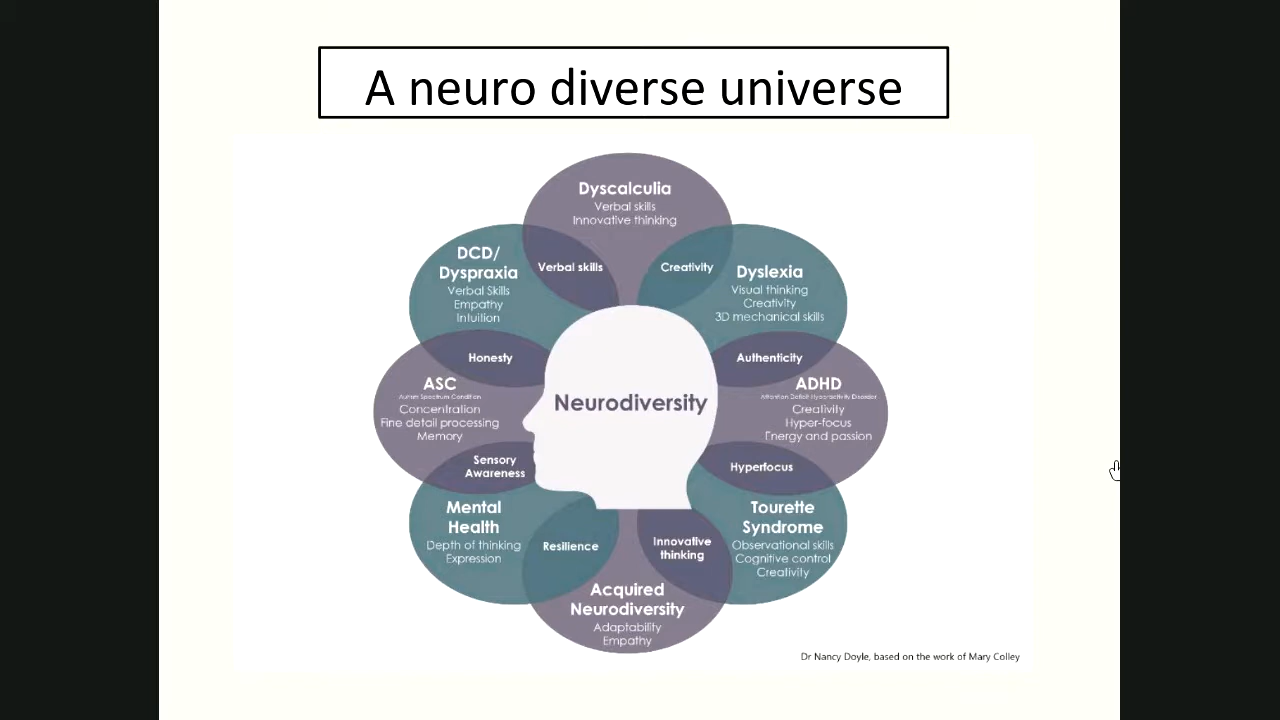 A neuro diverse universe
Dyscalculia
Verbal skills
Innovative thinking
DCD/
Dyspraxia
Verbal Skills
Empathy
Intuition
Verbal skills
Creativity
Dyslexia
Visual thinking
Creativity
3D mechanical skills
Honesty
Authenticity
ASC
Autism Spectrum Condition
Concentration
Fine detail processing
Memory
Neurodiversity
ADHD
Attention Deficit Hyperactivity Disorder
Creativity
Hyper-focus
Energy and passion
Sensory
Awareness
Hyperfocus
Mental
Health
Depth of thinking
Expression
Resilience
Innovative
thinking
Tourette
Syndrome
Observational skills
Cognitive control
Creativity
Acquired
Neurodiversity
Adaptability
Empathy
Dr Nancy Doyle, based on the work of Mary Colley